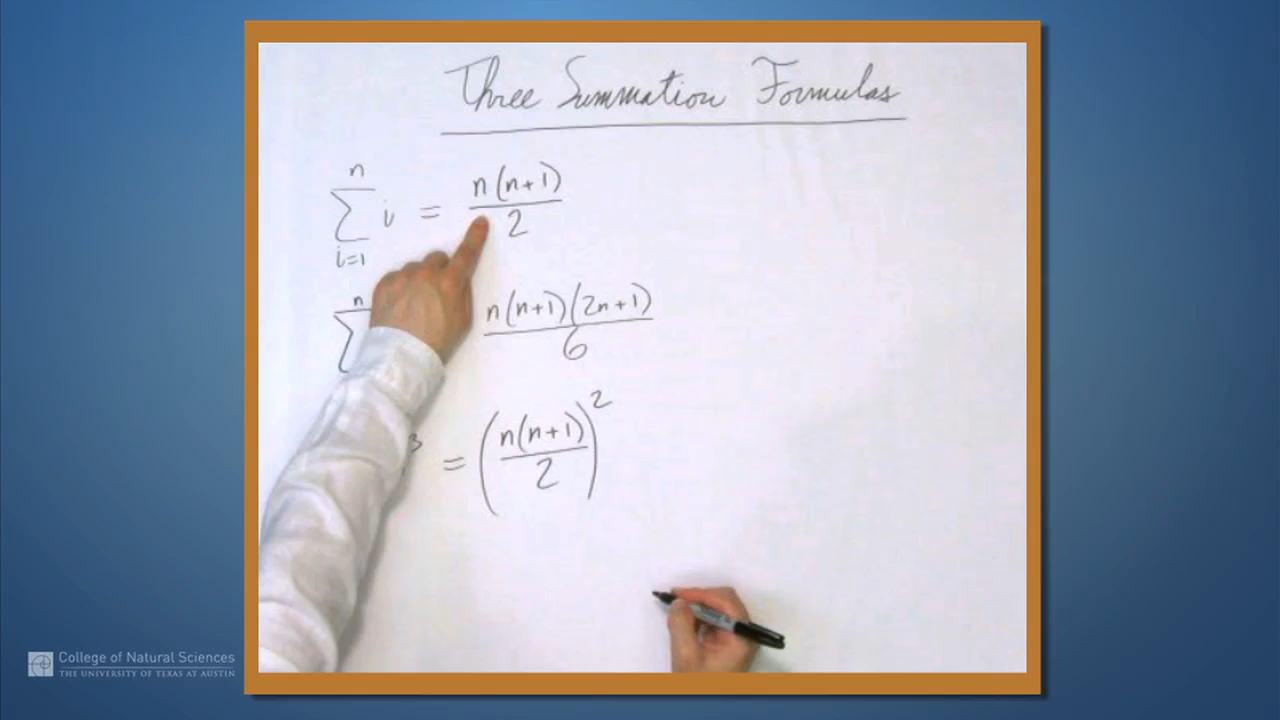 Three Summation Formulas
n
∑ i = n(n+1)/2
i=1
n
∑ n(n+1)(2n+1)/6
3 = (n(n+1)/2)²
College of Natural Sciences
THE UNIVERSITY OF TEXAS AT AUSTIN